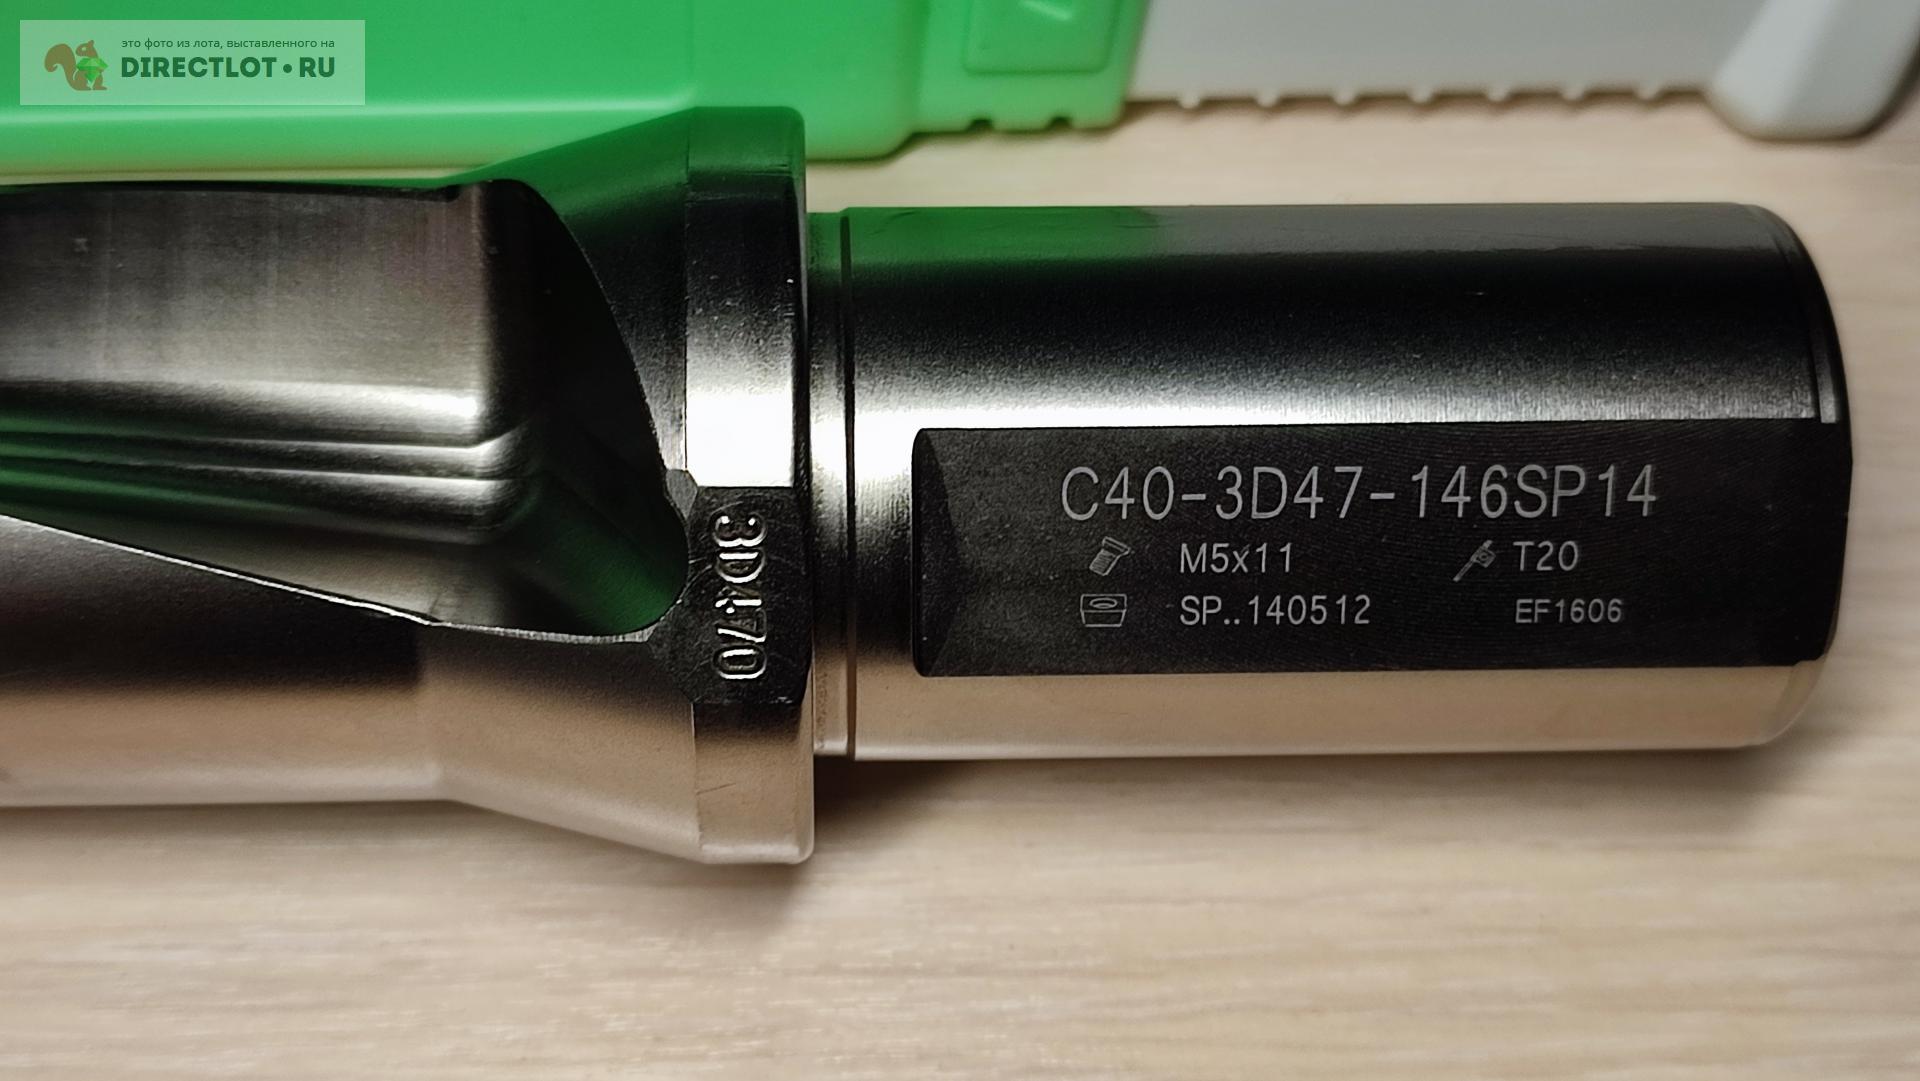 это фото из лота, выставленного на
DIRECTLOT•RU
3D470
C40-3D47-146SP14
M5x11 T20
SP..140512 EF1606